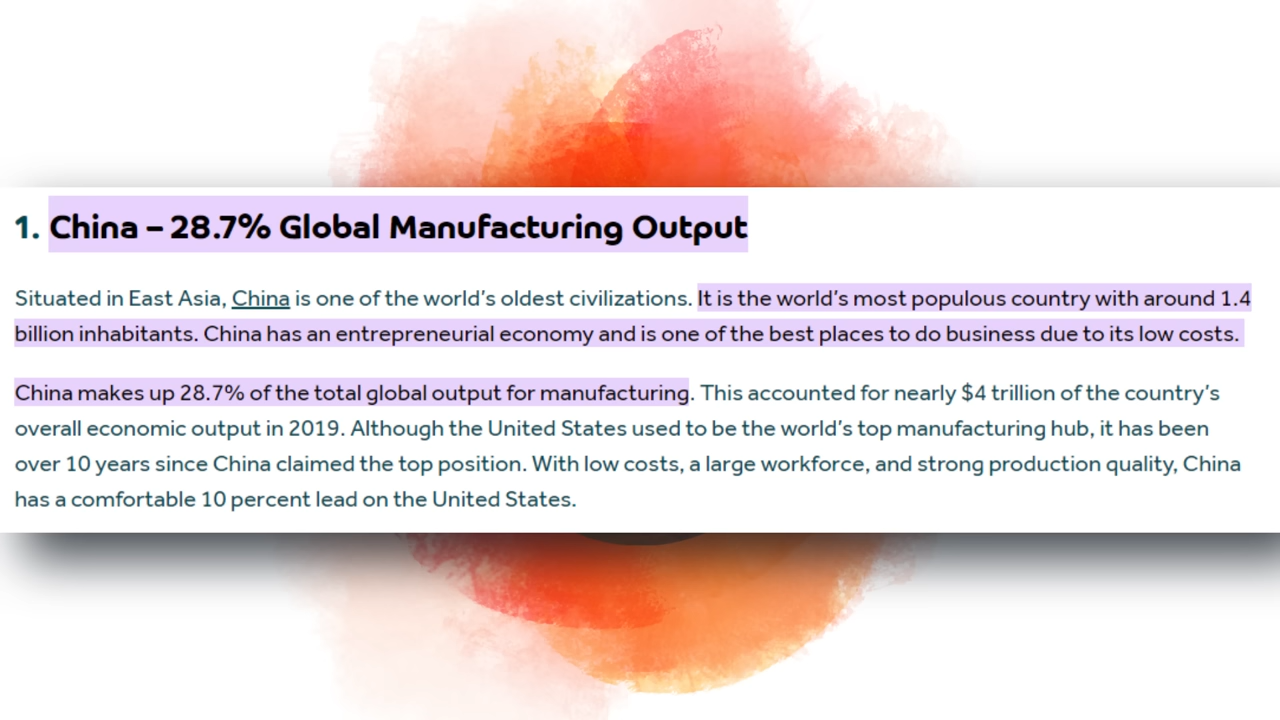 1. China – 28.7% Global Manufacturing Output
Situated in East Asia, China is one of the world’s oldest civilizations. It is the world’s most populous country with around 1.4
billion inhabitants. China has an entrepreneurial economy and is one of the best places to do business due to its low costs.
China makes up 28.7% of the total global output for manufacturing. This accounted for nearly $4 trillion of the country’s
overall economic output in 2019. Although the United States used to be the world’s top manufacturing hub, it has been
over 10 years since China claimed the top position. With low costs, a large workforce, and strong production quality, China
has a comfortable 10 percent lead on the United States.